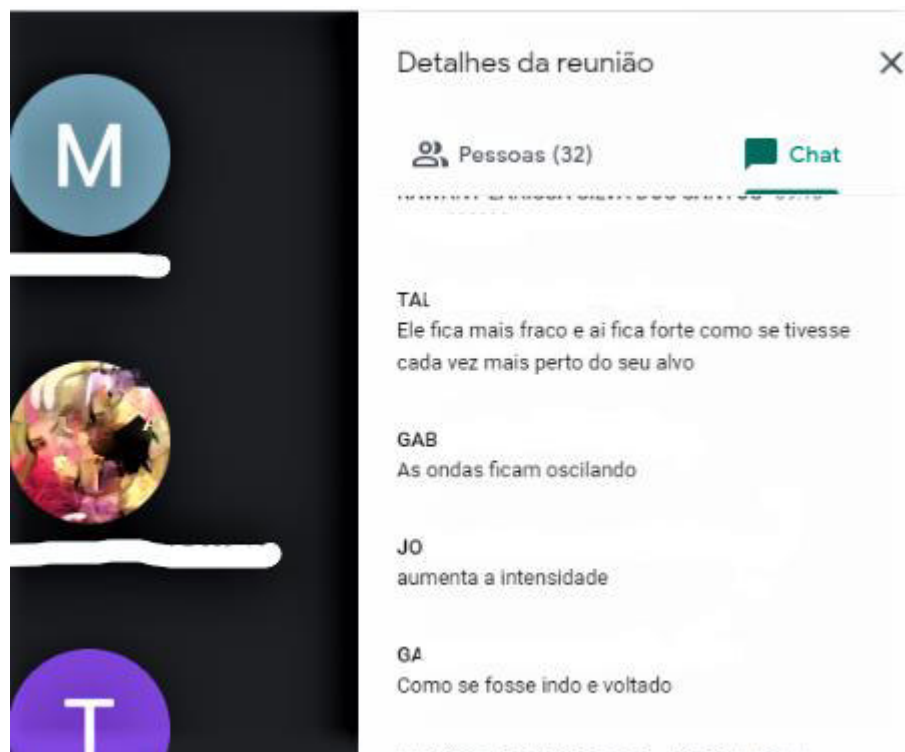 M
T
Detalhes da reunião
Pessoas (32)
Chat
TAL
Ele fica mais fraco e ai fica forte como se tivesse
cada vez mais perto do seu alvo
GAB
As ondas ficam oscilando
JO
aumenta a intensidade
GA
Como se fosse indo e voltado